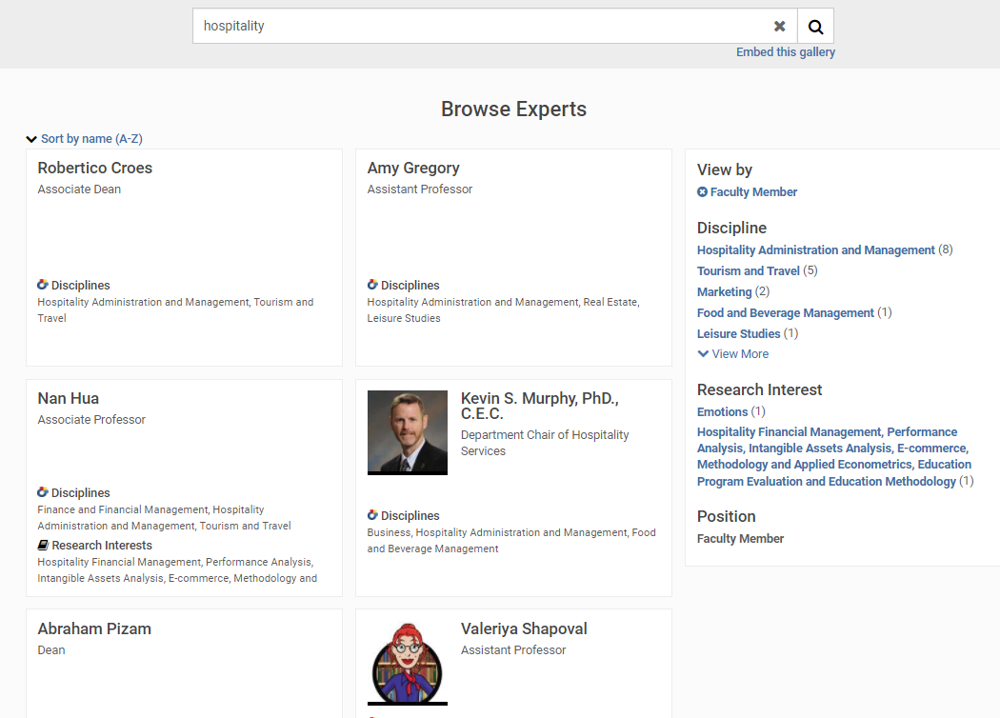 hospitality
Embed this gallery
Browse Experts
Sort by name (A-Z)
Robertico Croes
Associate Dean
Disciplines
Hospitality Administration and Management, Tourism and
Travel
Amy Gregory
Assistant Professor
Disciplines
Hospitality Administration and Management, Real Estate,
Leisure Studies
Nan Hua
Associate Professor
Disciplines
Finance and Financial Management, Hospitality
Administration and Management, Tourism and Travel
Research Interests
Hospitality Financial Management, Performance Analysis,
Intangible Assets Analysis, E-commerce, Methodology and
Kevin S. Murphy, PhD.,
C.E.C.
Department Chair of Hospitality
Services
Disciplines
Business, Hospitality Administration and Management, Food
and Beverage Management
Abraham Pizam
Dean
Valeriya Shapoval
Assistant Professor
View by
Faculty Member
Discipline
Hospitality Administration and Management (8)
Tourism and Travel (5)
Marketing (2)
Food and Beverage Management (1)
Leisure Studies (1)
View More
Research Interest
Emotions (1)
Hospitality Financial Management, Performance
Analysis, Intangible Assets Analysis, E-commerce,
Methodology and Applied Econometrics, Education
Program Evaluation and Education Methodology (1)
Position
Faculty Member